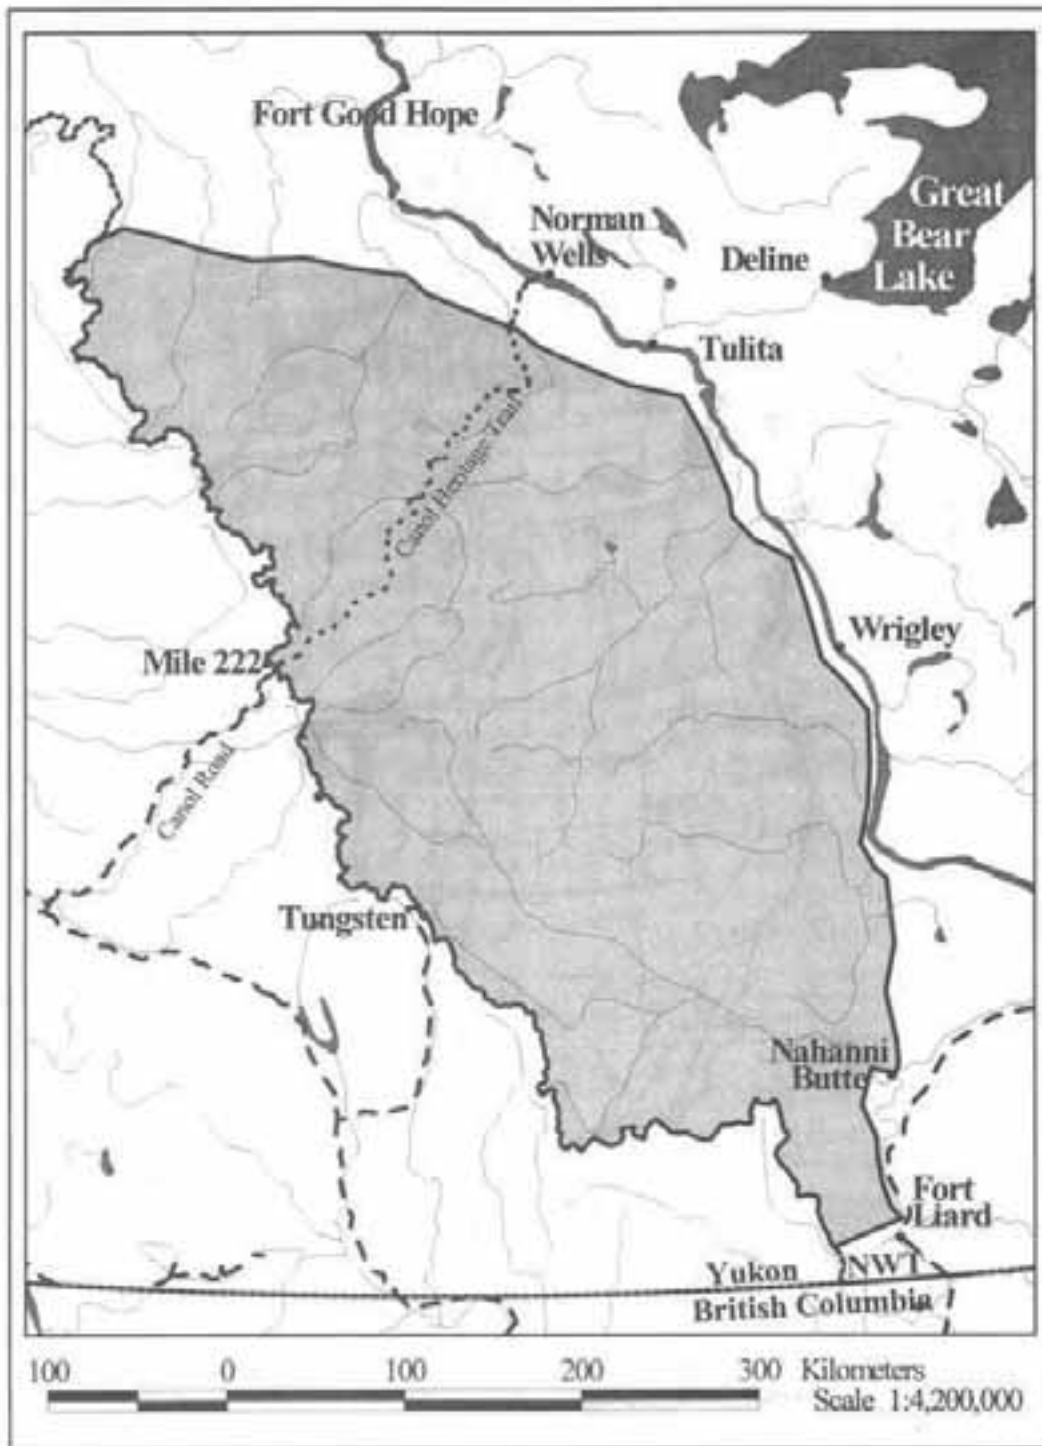 Fort Good Hope
Great
Bear
Lake
Norman
Wells
Deline
Tulita
Canol Heritage Trail
Wrigley
Mile 222
Canol Road
Tungsten
Nahanni
Butte
Fort
Liard
Yukon NWT
British Columbia
100 0 100 200 300 Kilometers
Scale 1:4,200,000